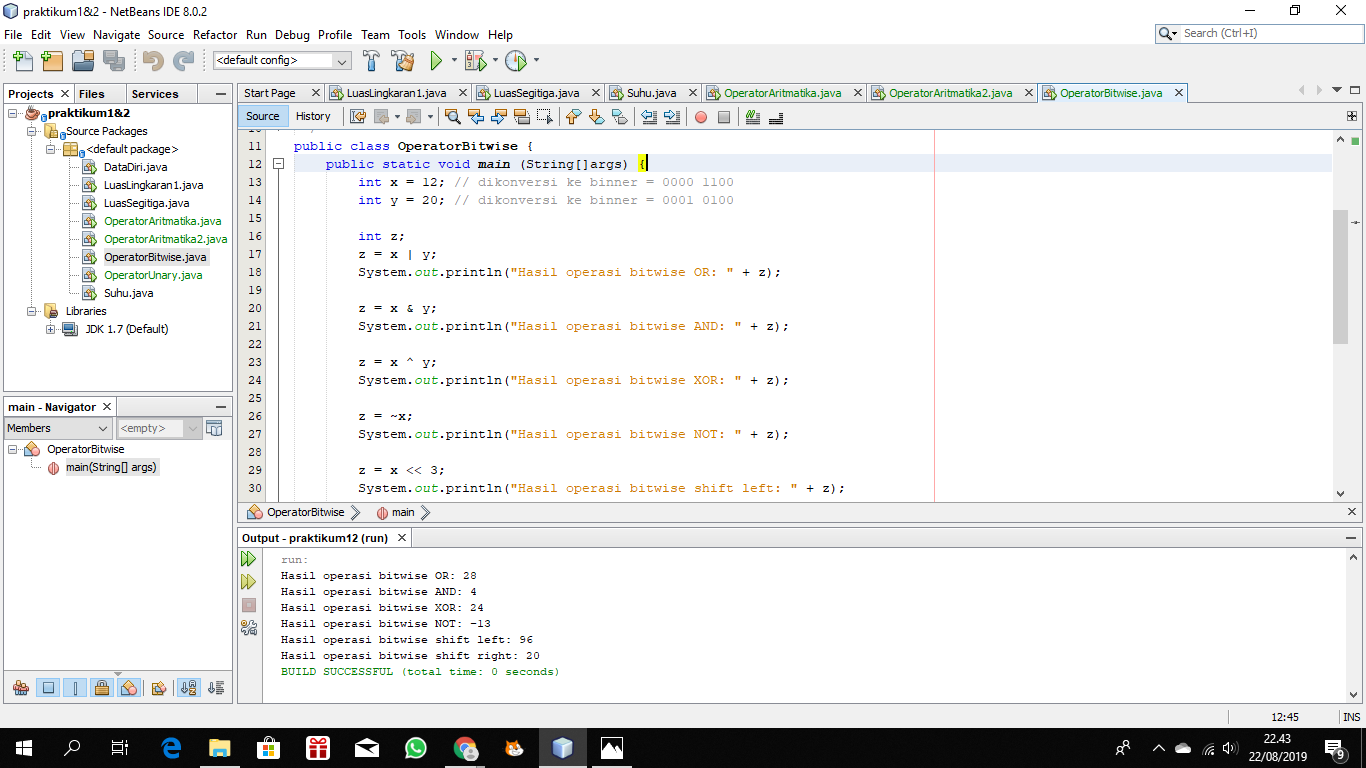 praktikum1&2 - NetBeans IDE 8.0.2
File Edit View Navigate Source Refactor Run Debug Profile Team Tools Window Help
Search (Ctrl+I)
<default config>
Projects Files Services
praktikum1&2
Source Packages
<default package>
DataDiri.java
LuasLingkaran1.java
LuasSegitiga.java
OperatorAritmatika.java
OperatorAritmatika2.java
OperatorBitwise.java
OperatorUnary.java
Suhu.java
Libraries
JDK 1.7 (Default)
main - Navigator
Members <empty>
OperatorBitwise
main(String[] args)
Start Page LuasLingkaran1.java LuasSegitiga.java Suhu.java OperatorAritmatika.java OperatorAritmatika2.java OperatorBitwise.java
Source History
11 public class OperatorBitwise {
12 public static void main (String[]args) {
13 int x = 12; // dikonversi ke binner = 0000 1100
14 int y = 20; // dikonversi ke binner = 0001 0100
15
16 int z;
17 z = x | y;
18 System.out.println("Hasil operasi bitwise OR: " + z);
19
20 z = x & y;
21 System.out.println("Hasil operasi bitwise AND: " + z);
22
23 z = x ^ y;
24 System.out.println("Hasil operasi bitwise XOR: " + z);
25
26 z = ~x;
27 System.out.println("Hasil operasi bitwise NOT: " + z);
28
29 z = x << 3;
30 System.out.println("Hasil operasi bitwise shift left: " + z);
OperatorBitwise main
Output - praktikum12 (run)
run:
Hasil operasi bitwise OR: 28
Hasil operasi bitwise AND: 4
Hasil operasi bitwise XOR: 24
Hasil operasi bitwise NOT: -13
Hasil operasi bitwise shift left: 96
Hasil operasi bitwise shift right: 20
BUILD SUCCESSFUL (total time: 0 seconds)
12:45 INS
22.43
22/08/2019
9